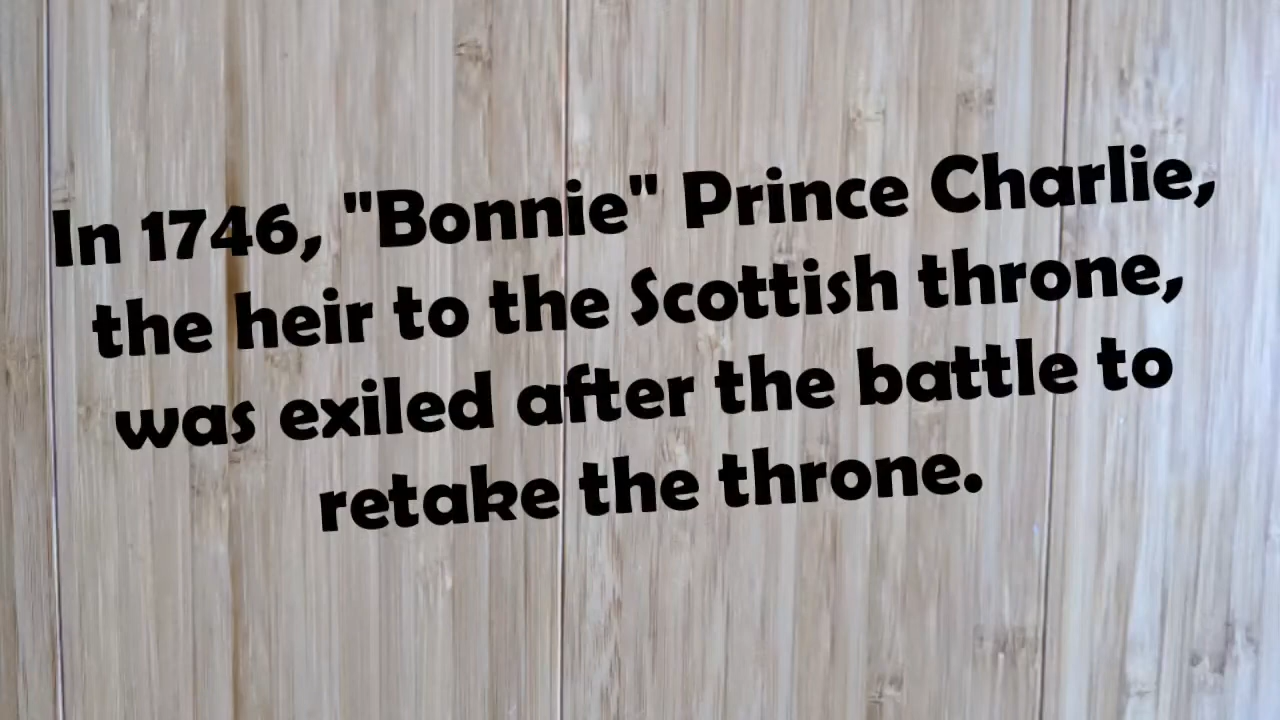 In 1746, "Bonnie" Prince Charlie,
the heir to the Scottish throne,
was exiled after the battle to
retake the throne.